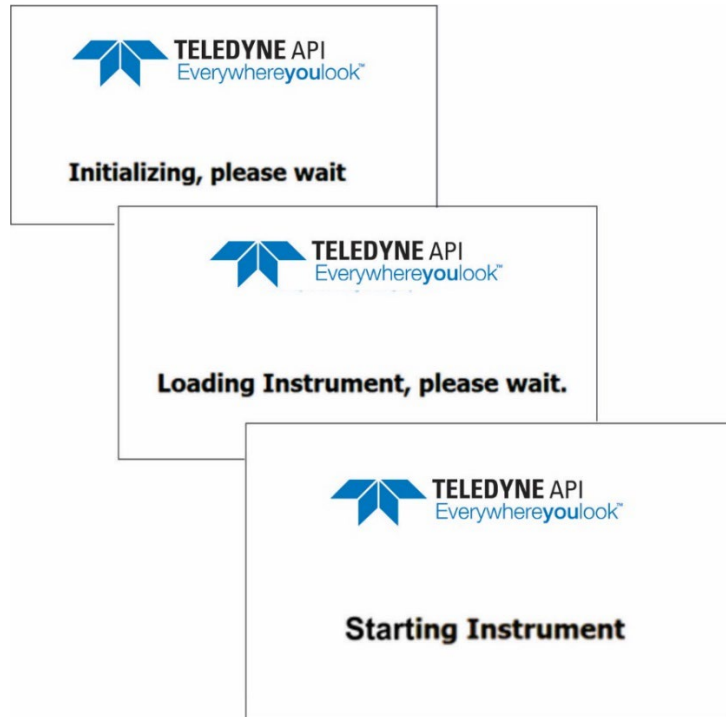 TELEDYNE API
Everywhereyoulook™
Initializing, please wait
TELEDYNE API
Everywhereyoulook™
Loading Instrument, please wait.
TELEDYNE API
Everywhereyoulook™
Starting Instrument